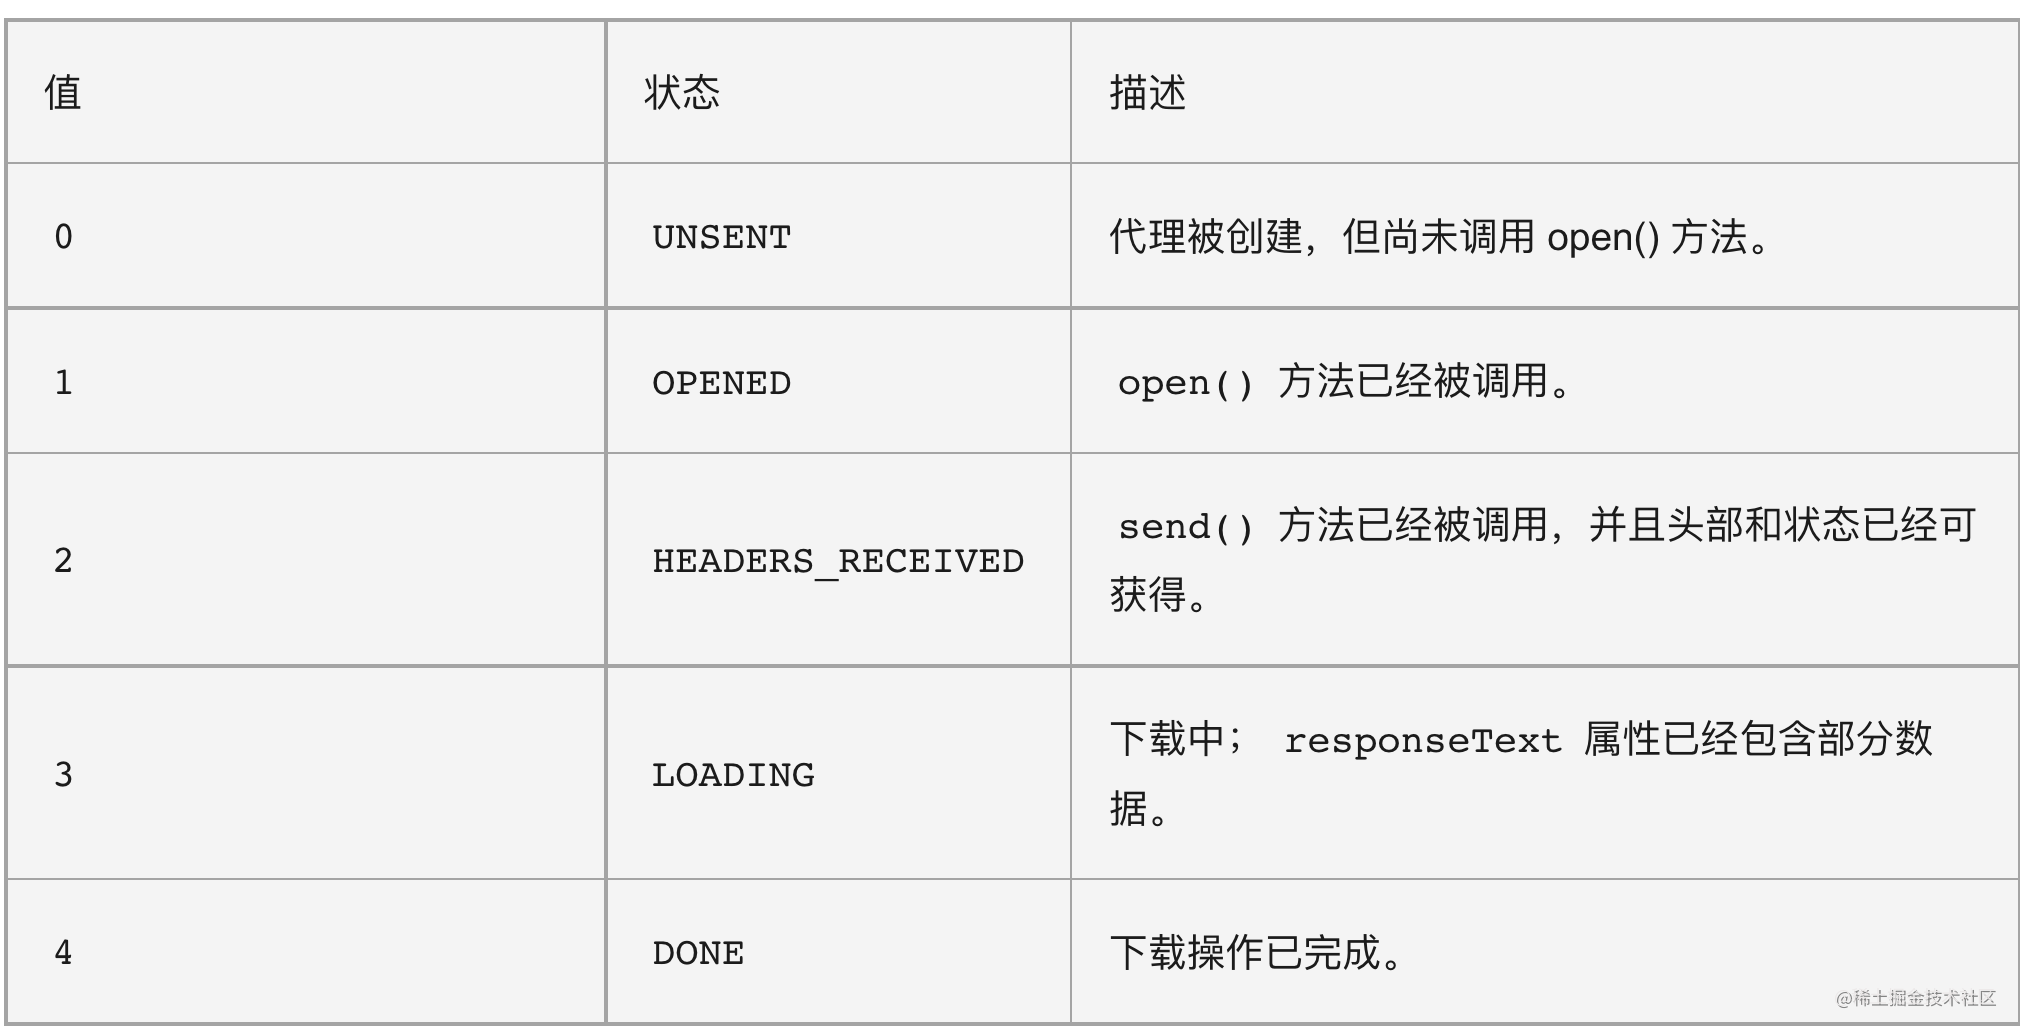 值 状态 描述
0 UNSENT 代理被创建，但尚未调用 open() 方法。
1 OPENED open() 方法已经被调用。
2 HEADERS_RECEIVED send() 方法已经被调用，并且头部和状态已经可
获得。
3 LOADING 下载中； responseText 属性已经包含部分数
据。
4 DONE 下载操作已完成。
@稀土掘金技术社区